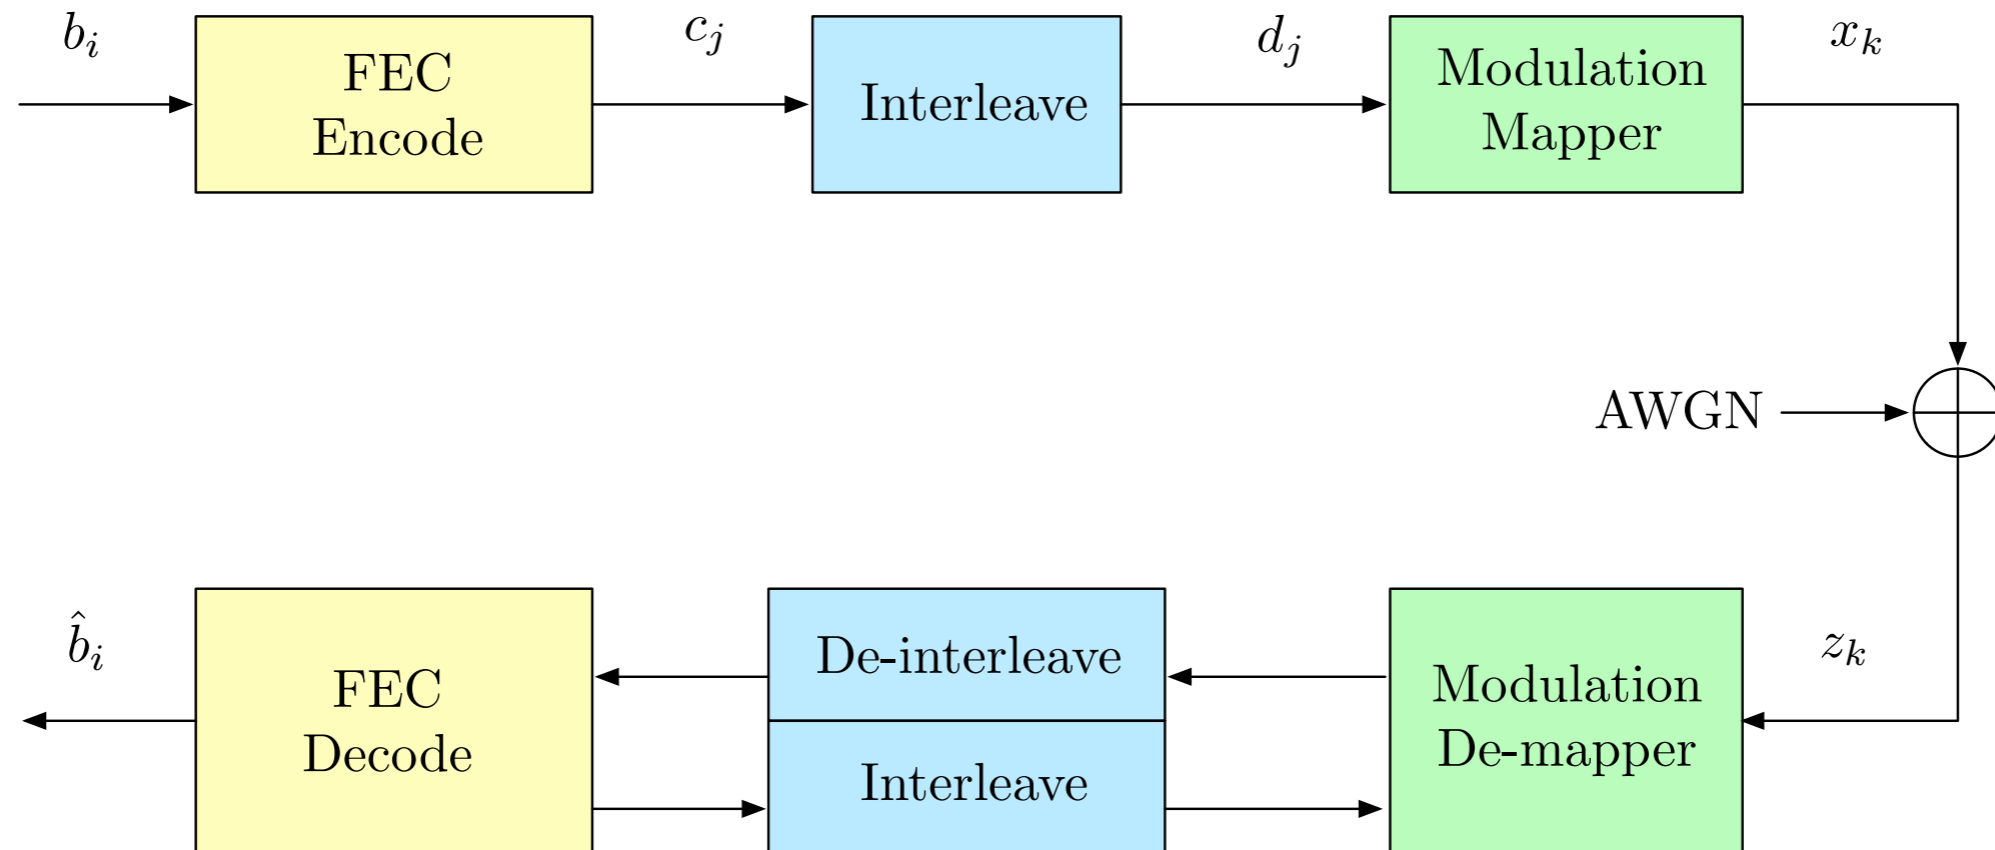 b_i
c_j
d_j
x_k
FEC
Encode
Interleave
Modulation
Mapper
AWGN
b̂_i
z_k
FEC
Decode
De-interleave
Interleave
Modulation
De-mapper